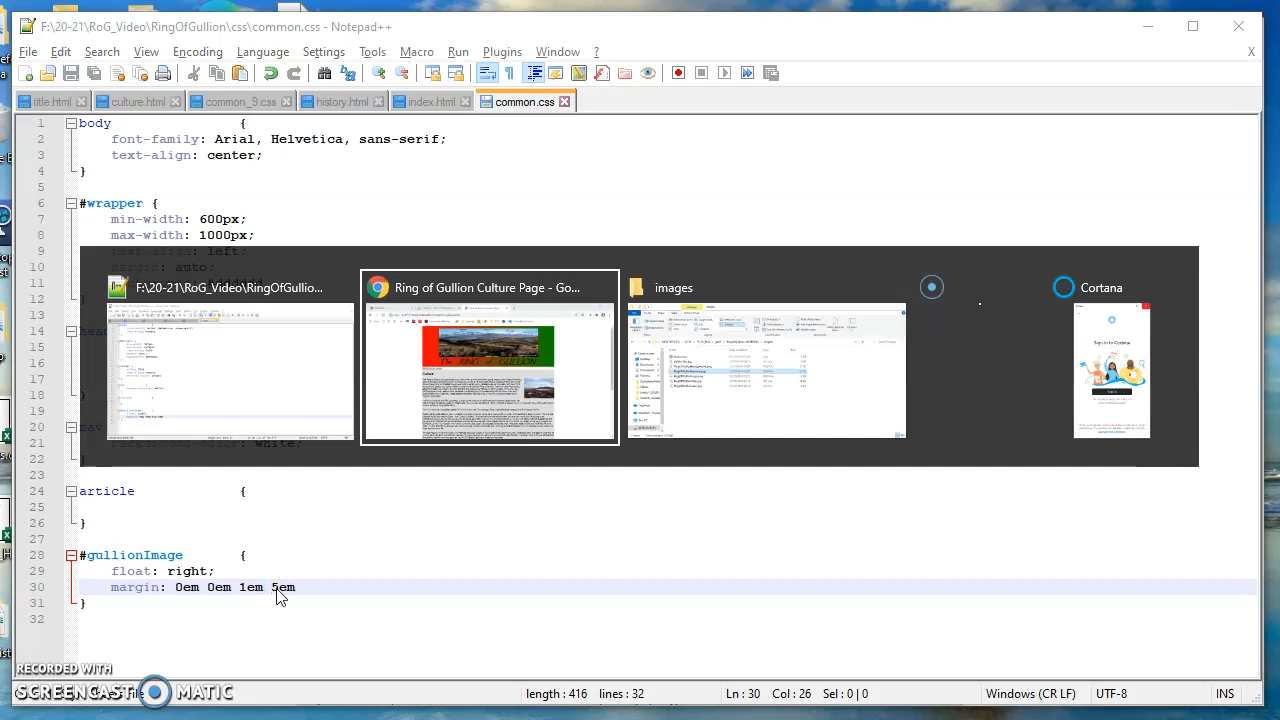 F:\20-21\RoG_Video\RingOfGullion\css\common.css - Notepad++
File Edit Search View Encoding Language Settings Tools Macro Run Plugins Window ? X
title.html culture.html common_9.css history.html index.html common.css
1 body {
2 font-family: Arial, Helvetica, sans-serif;
3 text-align: center;
4 }
5
6 #wrapper {
7 min-width: 600px;
8 max-width: 1000px;
9 text-align: left;
10 margin: auto;
11
12
F:\20-21\RoG_Video\RingOfGullio... Ring of Gullion Culture Page - Go... images Cortana
13
14
15
16
17
18
19
20
21 white;
22
23
24 article {
25
26 }
27
28 #gullionImage {
29 float: right;
30 margin: 0em 0em 1em 5em
31 }
32
RECORDED WITH
SCREENCAST MATIC
length : 416 lines : 32 Ln : 30 Col : 26 Sel : 0 | 0 Windows (CR LF) UTF-8 INS